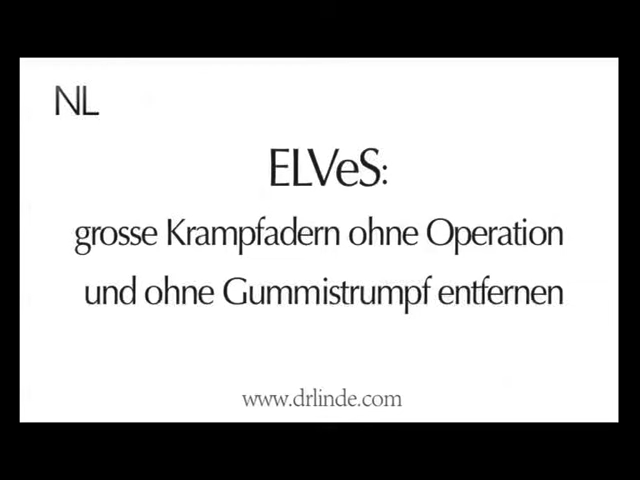 NL
ELVeS:
grosse Krampfadern ohne Operation
und ohne Gummistrumpf entfernen
www.drlinde.com